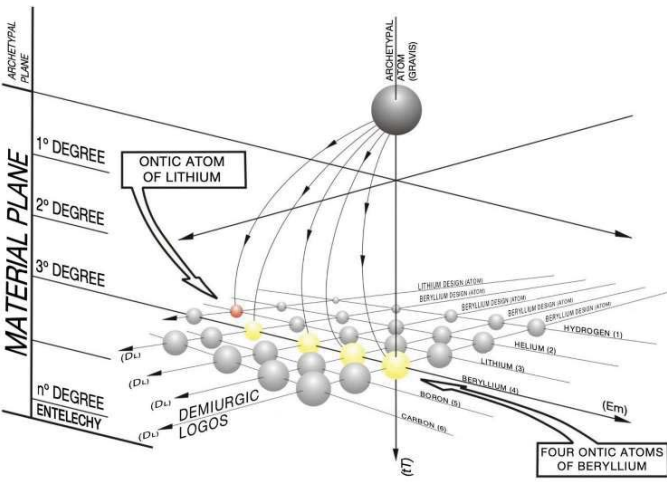 ARCHETYPAL
PLANE
ARCHETYPAL
ATOM
(GRAVIS)
MATERIAL PLANE
1º DEGREE
2º DEGREE
3º DEGREE
nº DEGREE
ENTELECHY
ONTIC ATOM
OF LITHIUM
LITHIUM DESIGN (ATOM)
BERYLLIUM DESIGN (ATOM)
BERYLLIUM DESIGN (ATOM)
BERYLLIUM DESIGN (ATOM)
BERYLLIUM DESIGN (ATOM)
HYDROGEN (1)
HELIUM (2)
LITHIUM (3)
BERYLLIUM (4)
BORON (5)
CARBON (6)
(DL)
(DL)
(DL)
(DL)
DEMIURGIC
LOGOS
(Em)
(tT)
FOUR ONTIC ATOMS
OF BERYLLIUM